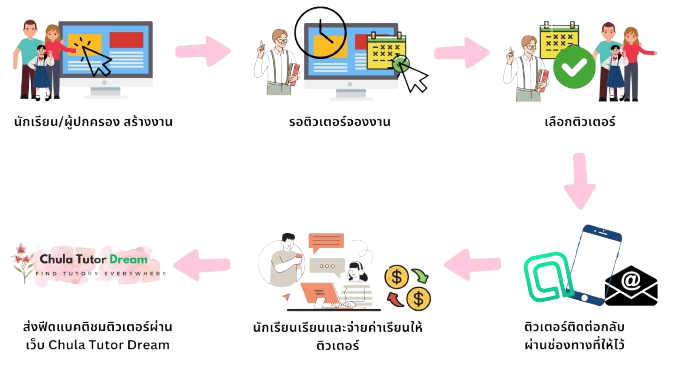 นักเรียน/ผู้ปกครอง สร้างงาน
รอติวเตอร์จองงาน
เลือกติวเตอร์
ติวเตอร์ติดต่อกลับ
ผ่านช่องทางที่ให้ไว้
นักเรียนเรียนและจ่ายค่าเรียนให้
ติวเตอร์
Chula Tutor Dream
FIND TUTORS EVERYWHERE
ส่งฟีดแบคติชมติวเตอร์ผ่าน
เว็บ Chula Tutor Dream